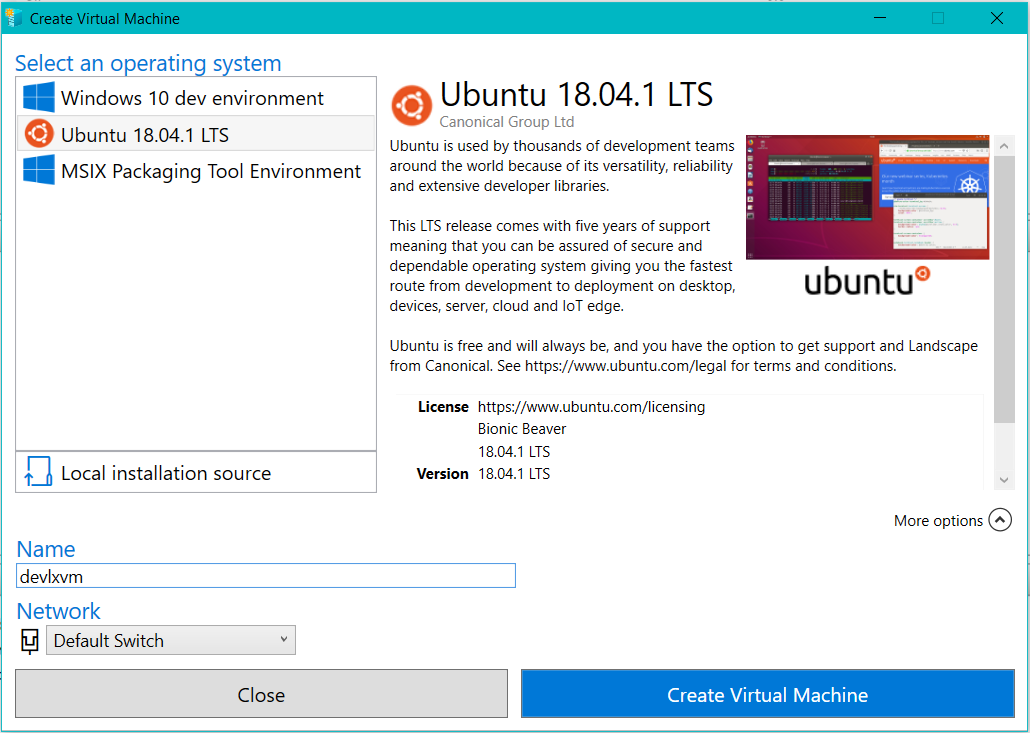 Create Virtual Machine
Select an operating system
Windows 10 dev environment
Ubuntu 18.04.1 LTS
MSIX Packaging Tool Environment
Local installation source
Ubuntu 18.04.1 LTS
Canonical Group Ltd
Ubuntu is used by thousands of development teams
around the world because of its versatility, reliability
and extensive developer libraries.
This LTS release comes with five years of support
meaning that you can be assured of secure and
dependable operating system giving you the fastest
route from development to deployment on desktop,
devices, server, cloud and IoT edge.
ubuntu
Ubuntu is free and will always be, and you have the option to get support and Landscape
from Canonical. See https://www.ubuntu.com/legal for terms and conditions.
License https://www.ubuntu.com/licensing
Bionic Beaver
18.04.1 LTS
Version 18.04.1 LTS
More options
Name
devlxvm
Network
Default Switch
Close
Create Virtual Machine